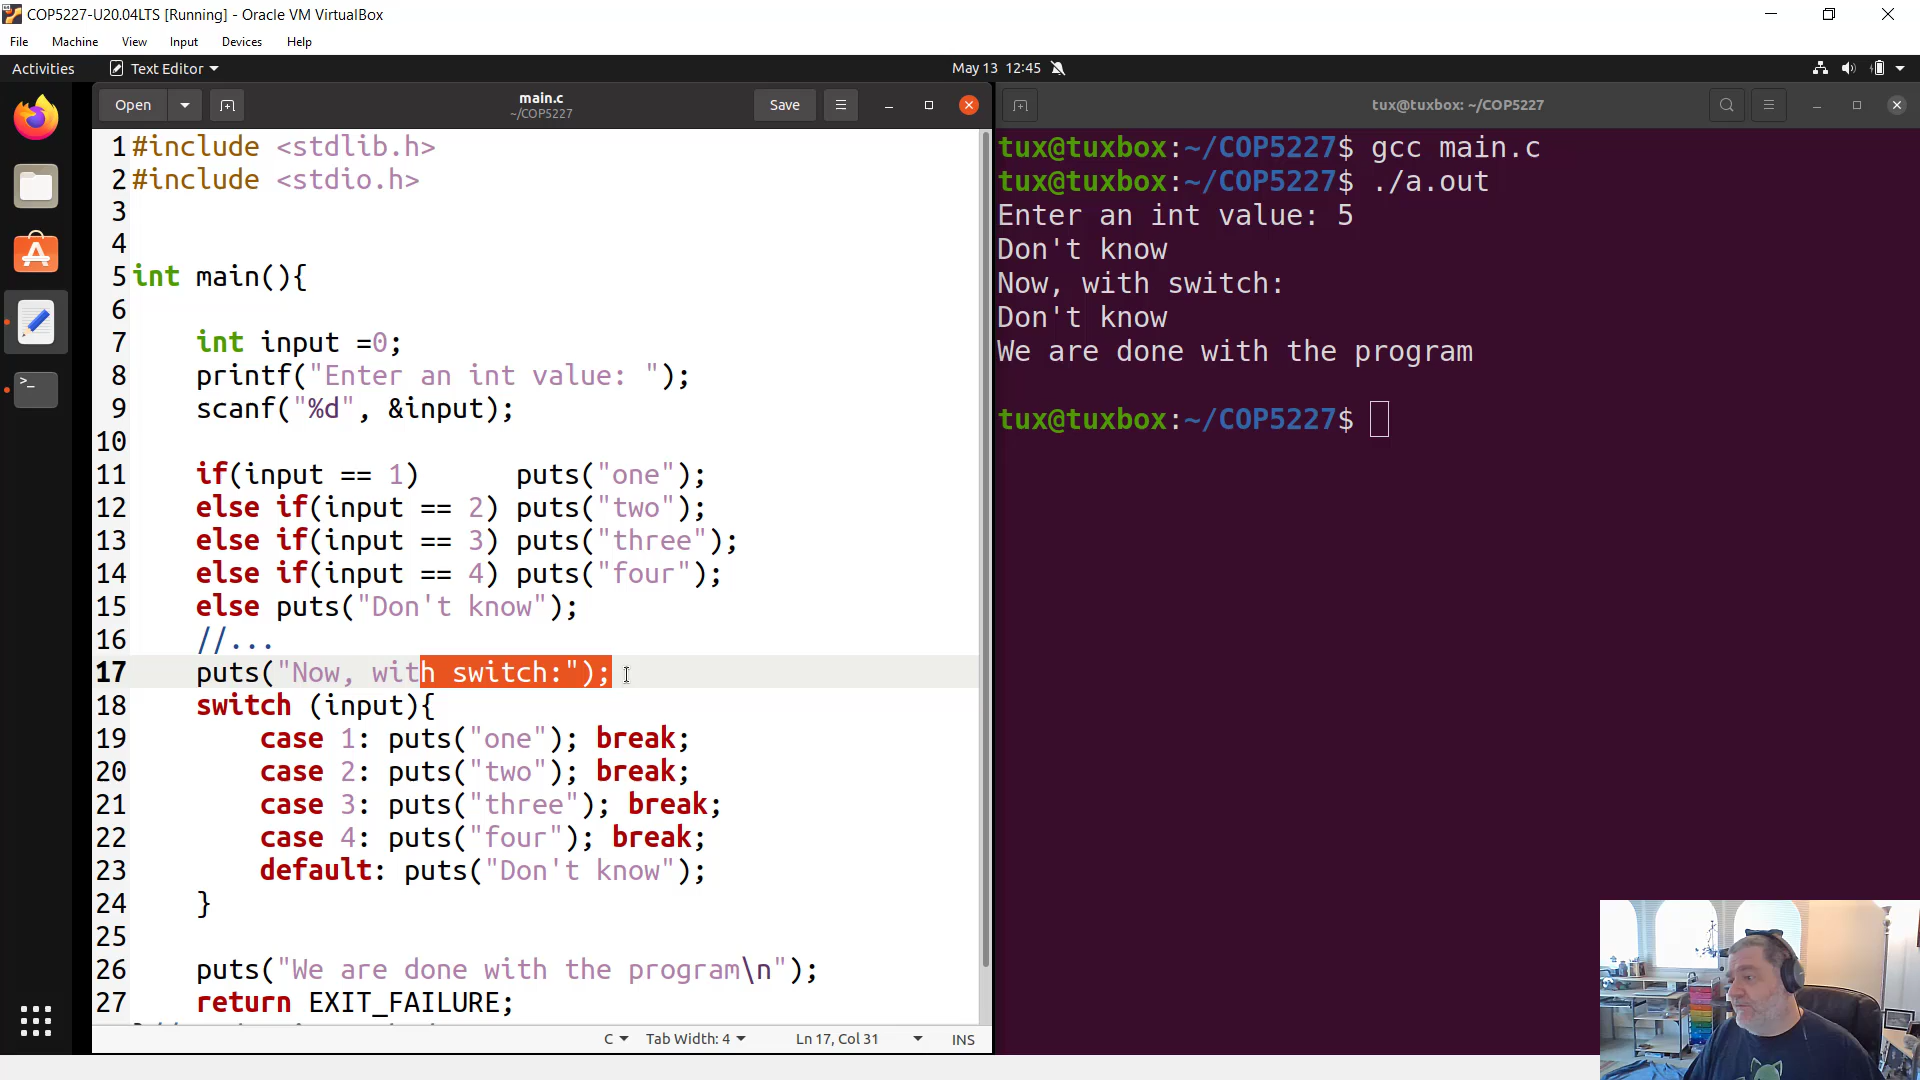 COP5227-U20.04LTS [Running] - Oracle VM VirtualBox
File Machine View Input Devices Help
Activities Text Editor May 13 12:45
Open main.c Save
~/COP5227
1 #include <stdlib.h>
2 #include <stdio.h>
3
4
5 int main(){
6
7 int input =0;
8 printf("Enter an int value: ");
9 scanf("%d", &input);
10
11 if(input == 1) puts("one");
12 else if(input == 2) puts("two");
13 else if(input == 3) puts("three");
14 else if(input == 4) puts("four");
15 else puts("Don't know");
16 //...
17 puts("Now, with switch:");
18 switch (input){
19 case 1: puts("one"); break;
20 case 2: puts("two"); break;
21 case 3: puts("three"); break;
22 case 4: puts("four"); break;
23 default: puts("Don't know");
24 }
25
26 puts("We are done with the program\n");
27 return EXIT_FAILURE;
C Tab Width: 4 Ln 17, Col 31 INS
tux@tuxbox: ~/COP5227
tux@tuxbox:~/COP5227$ gcc main.c
tux@tuxbox:~/COP5227$ ./a.out
Enter an int value: 5
Don't know
Now, with switch:
Don't know
We are done with the program
tux@tuxbox:~/COP5227$